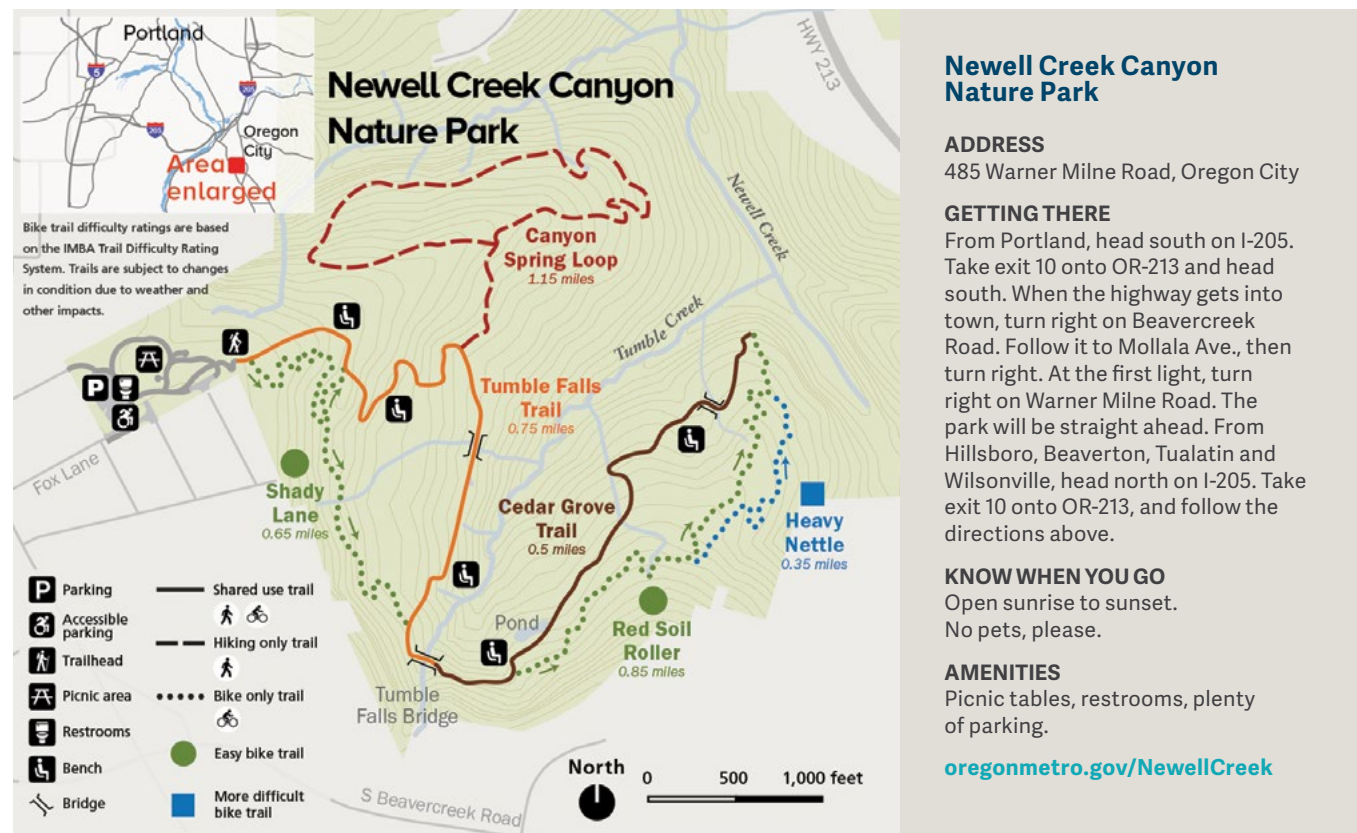 Portland
5
205
205
Oregon
City
Area
enlarged
Newell Creek Canyon
Nature Park
HWY 213
Bike trail difficulty ratings are based
on the IMBA Trail Difficulty Rating
System. Trails are subject to changes
in condition due to weather and
other impacts.
Newell Creek
Canyon
Spring Loop
1.15 miles
Tumble Creek
Tumble Falls
Trail
0.75 miles
P
Fox Lane
Shady
Lane
0.65 miles
Cedar Grove
Trail
0.5 miles
Heavy
Nettle
0.35 miles
Pond
Red Soil
Roller
0.85 miles
Tumble
Falls Bridge
P Parking
Accessible
parking
Trailhead
Picnic area
Restrooms
Bench
Bridge
Shared use trail
Hiking only trail
Bike only trail
Easy bike trail
More difficult
bike trail
S Beavercreek Road
North
0 500 1,000 feet
Newell Creek Canyon
Nature Park
ADDRESS
485 Warner Milne Road, Oregon City
GETTING THERE
From Portland, head south on I-205.
Take exit 10 onto OR-213 and head
south. When the highway gets into
town, turn right on Beavercreek
Road. Follow it to Mollala Ave., then
turn right. At the first light, turn
right on Warner Milne Road. The
park will be straight ahead. From
Hillsboro, Beaverton, Tualatin and
Wilsonville, head north on I-205. Take
exit 10 onto OR-213, and follow the
directions above.
KNOW WHEN YOU GO
Open sunrise to sunset.
No pets, please.
AMENITIES
Picnic tables, restrooms, plenty
of parking.
oregonmetro.gov/NewellCreek